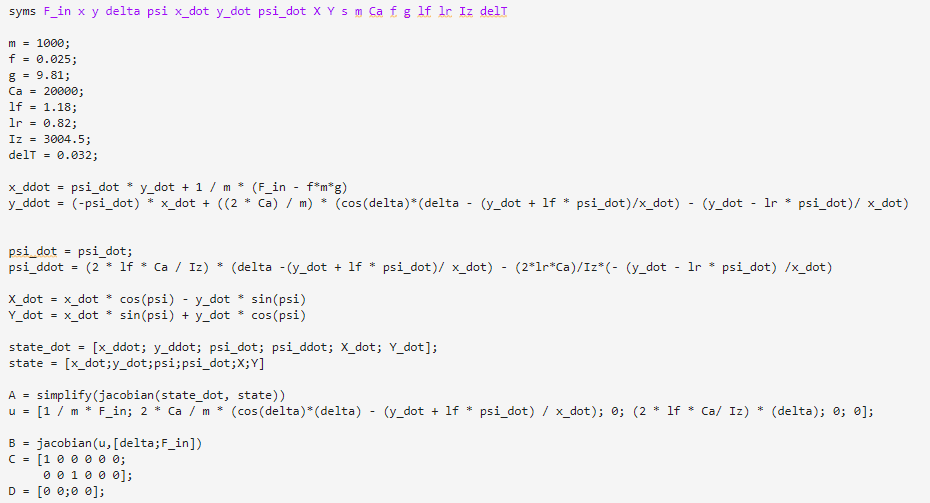 syms F_in x y delta psi x_dot y_dot psi_dot X Y s m Ca f g lf lr Iz delT
m = 1000;
f = 0.025;
g = 9.81;
Ca = 20000;
lf = 1.18;
lr = 0.82;
Iz = 3004.5;
delT = 0.032;
x_ddot = psi_dot * y_dot + 1 / m * (F_in - f*m*g)
y_ddot = (-psi_dot) * x_dot + ((2 * Ca) / m) * (cos(delta)*(delta - (y_dot + lf * psi_dot)/x_dot) - (y_dot - lr * psi_dot)/ x_dot)
psi_dot = psi_dot;
psi_ddot = (2 * lf * Ca / Iz) * (delta -(y_dot + lf * psi_dot)/ x_dot) - (2*lr*Ca)/Iz*(- (y_dot - lr * psi_dot) /x_dot)
X_dot = x_dot * cos(psi) - y_dot * sin(psi)
Y_dot = x_dot * sin(psi) + y_dot * cos(psi)
state_dot = [x_ddot; y_ddot; psi_dot; psi_ddot; X_dot; Y_dot];
state = [x_dot;y_dot;psi;psi_dot;X;Y]
A = simplify(jacobian(state_dot, state))
u = [1 / m * F_in; 2 * Ca / m * (cos(delta)*(delta) - (y_dot + lf * psi_dot) / x_dot); 0; (2 * lf * Ca/ Iz) * (delta); 0; 0];
B = jacobian(u,[delta;F_in])
C = [1 0 0 0 0 0;
0 0 1 0 0 0];
D = [0 0;0 0];